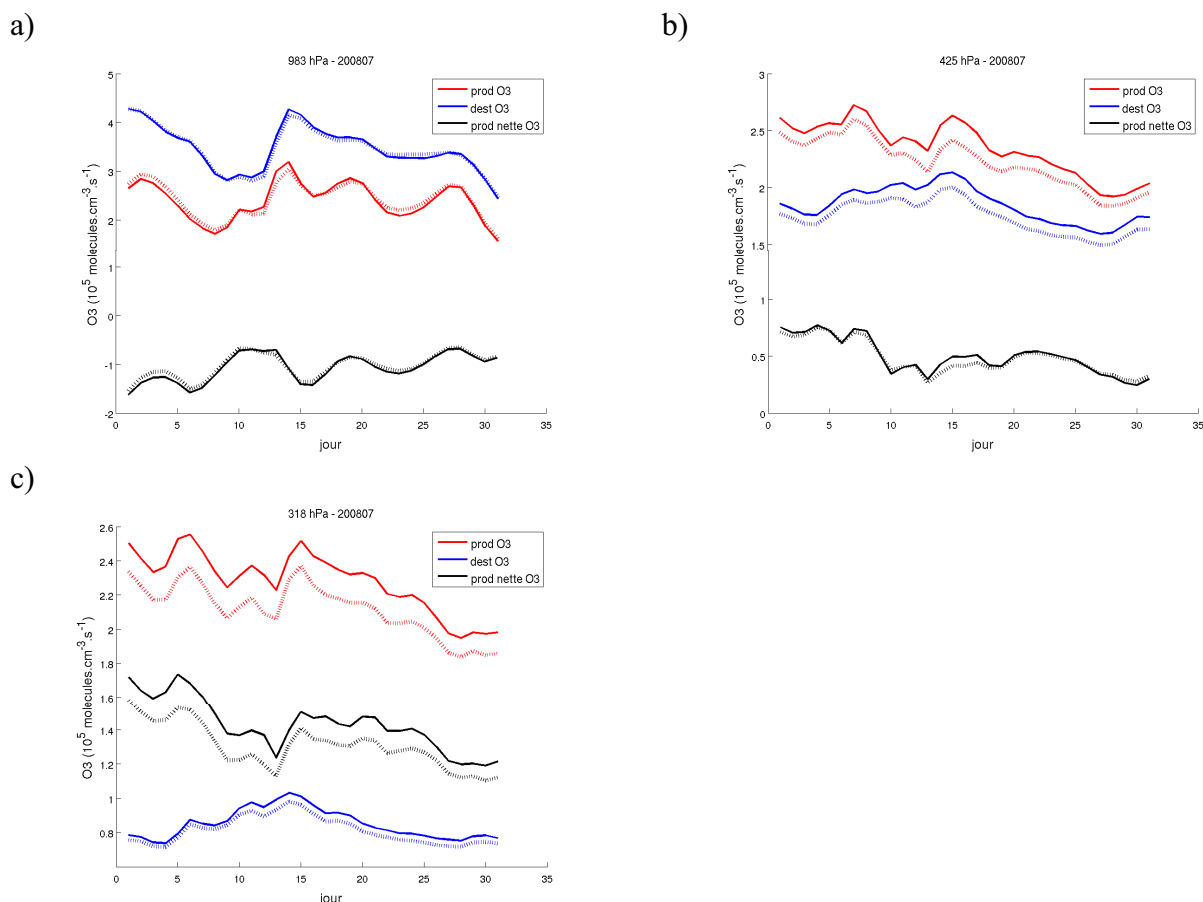 a)
983 hPa - 200807
5
4
3
2
1
0
-1
-2
O3 (10^5 molecules.cm^-3.s^-1)
prod O3
dest O3
prod nette O3
0 5 10 15 20 25 30 35
jour
b)
425 hPa - 200807
3
2.5
2
1.5
1
0.5
0
O3 (10^5 molecules.cm^-3.s^-1)
prod O3
dest O3
prod nette O3
0 5 10 15 20 25 30 35
jour
c)
318 hPa - 200807
2.6
2.4
2.2
2
1.8
1.6
1.4
1.2
1
0.8
O3 (10^5 molecules.cm^-3.s^-1)
prod O3
dest O3
prod nette O3
0 5 10 15 20 25 30 35
jour